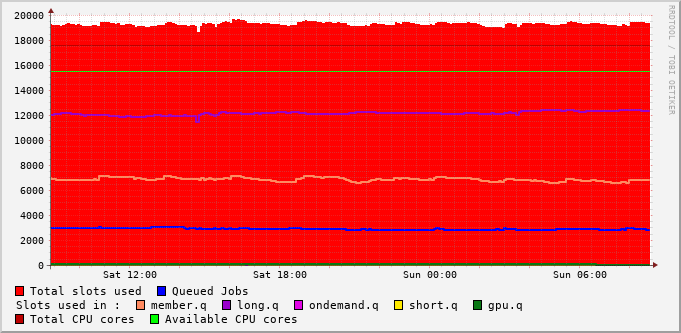 20000
18000
16000
14000
12000
10000
8000
6000
4000
2000
0
Sat 12:00 Sat 18:00 Sun 00:00 Sun 06:00
RRDTOOL / TOBI OETIKER
Total slots used Queued Jobs
Slots used in : member.q long.q ondemand.q short.q gpu.q
Total CPU cores Available CPU cores